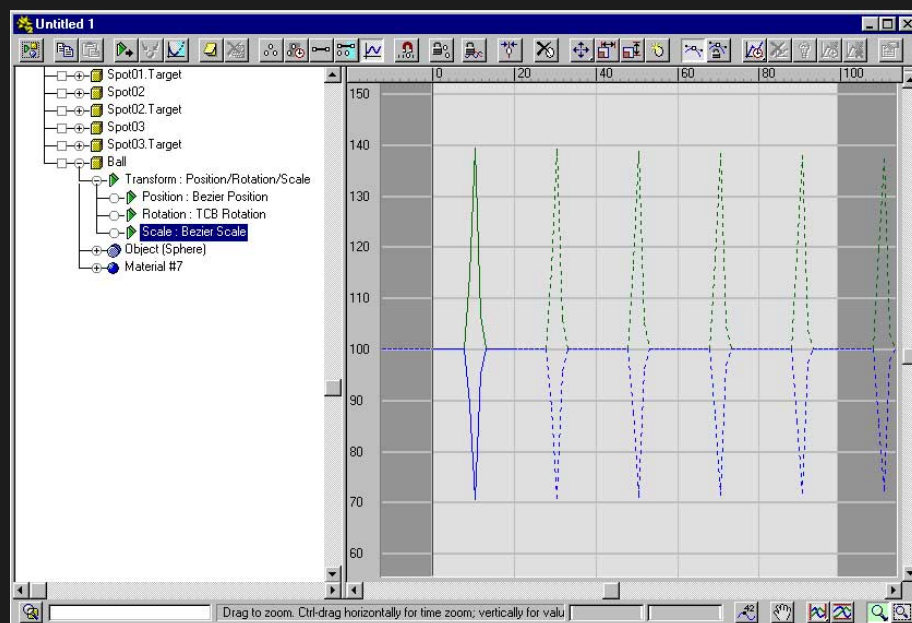 Untitled 1
Spot01.Target
Spot02
Spot02.Target
Spot03
Spot03.Target
Ball
Transform : Position/Rotation/Scale
Position : Bezier Position
Rotation : TCB Rotation
Scale : Bezier Scale
Object (Sphere)
Material #7
0 20 40 60 80 100
150
140
130
120
110
100
90
80
70
60
Drag to zoom. Ctrl-drag horizontally for time zoom; vertically for valu
42